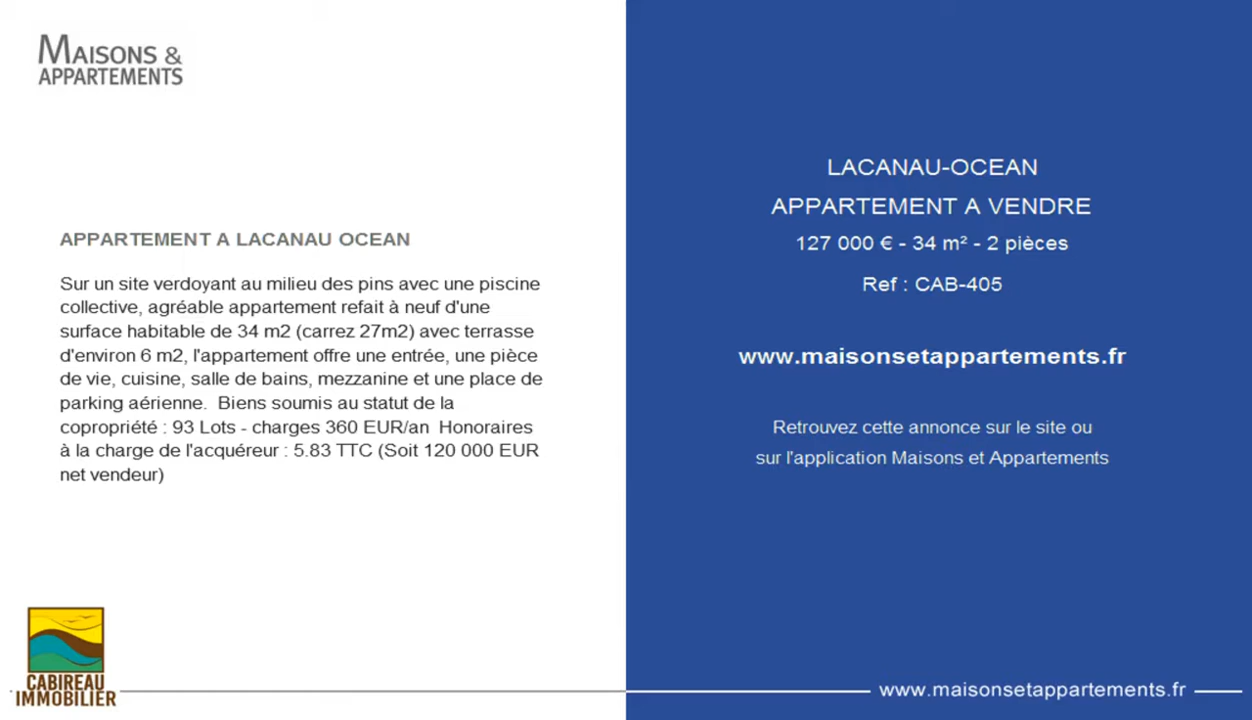 MAISONS &
APPARTEMENTS
APPARTEMENT A LACANAU OCEAN
Sur un site verdoyant au milieu des pins avec une piscine
collective, agréable appartement refait à neuf d'une
surface habitable de 34 m2 (carrez 27m2) avec terrasse
d'environ 6 m2, l'appartement offre une entrée, une pièce
de vie, cuisine, salle de bains, mezzanine et une place de
parking aérienne.  Biens soumis au statut de la
copropriété : 93 Lots - charges 360 EUR/an  Honoraires
à la charge de l'acquéreur : 5.83 TTC (Soit 120 000 EUR
net vendeur)
CABIREAU
IMMOBILIER
LACANAU-OCEAN
APPARTEMENT A VENDRE
127 000 € - 34 m² - 2 pièces
Ref : CAB-405
www.maisonsetappartements.fr
Retrouvez cette annonce sur le site ou
sur l'application Maisons et Appartements
www.maisonsetappartements.fr